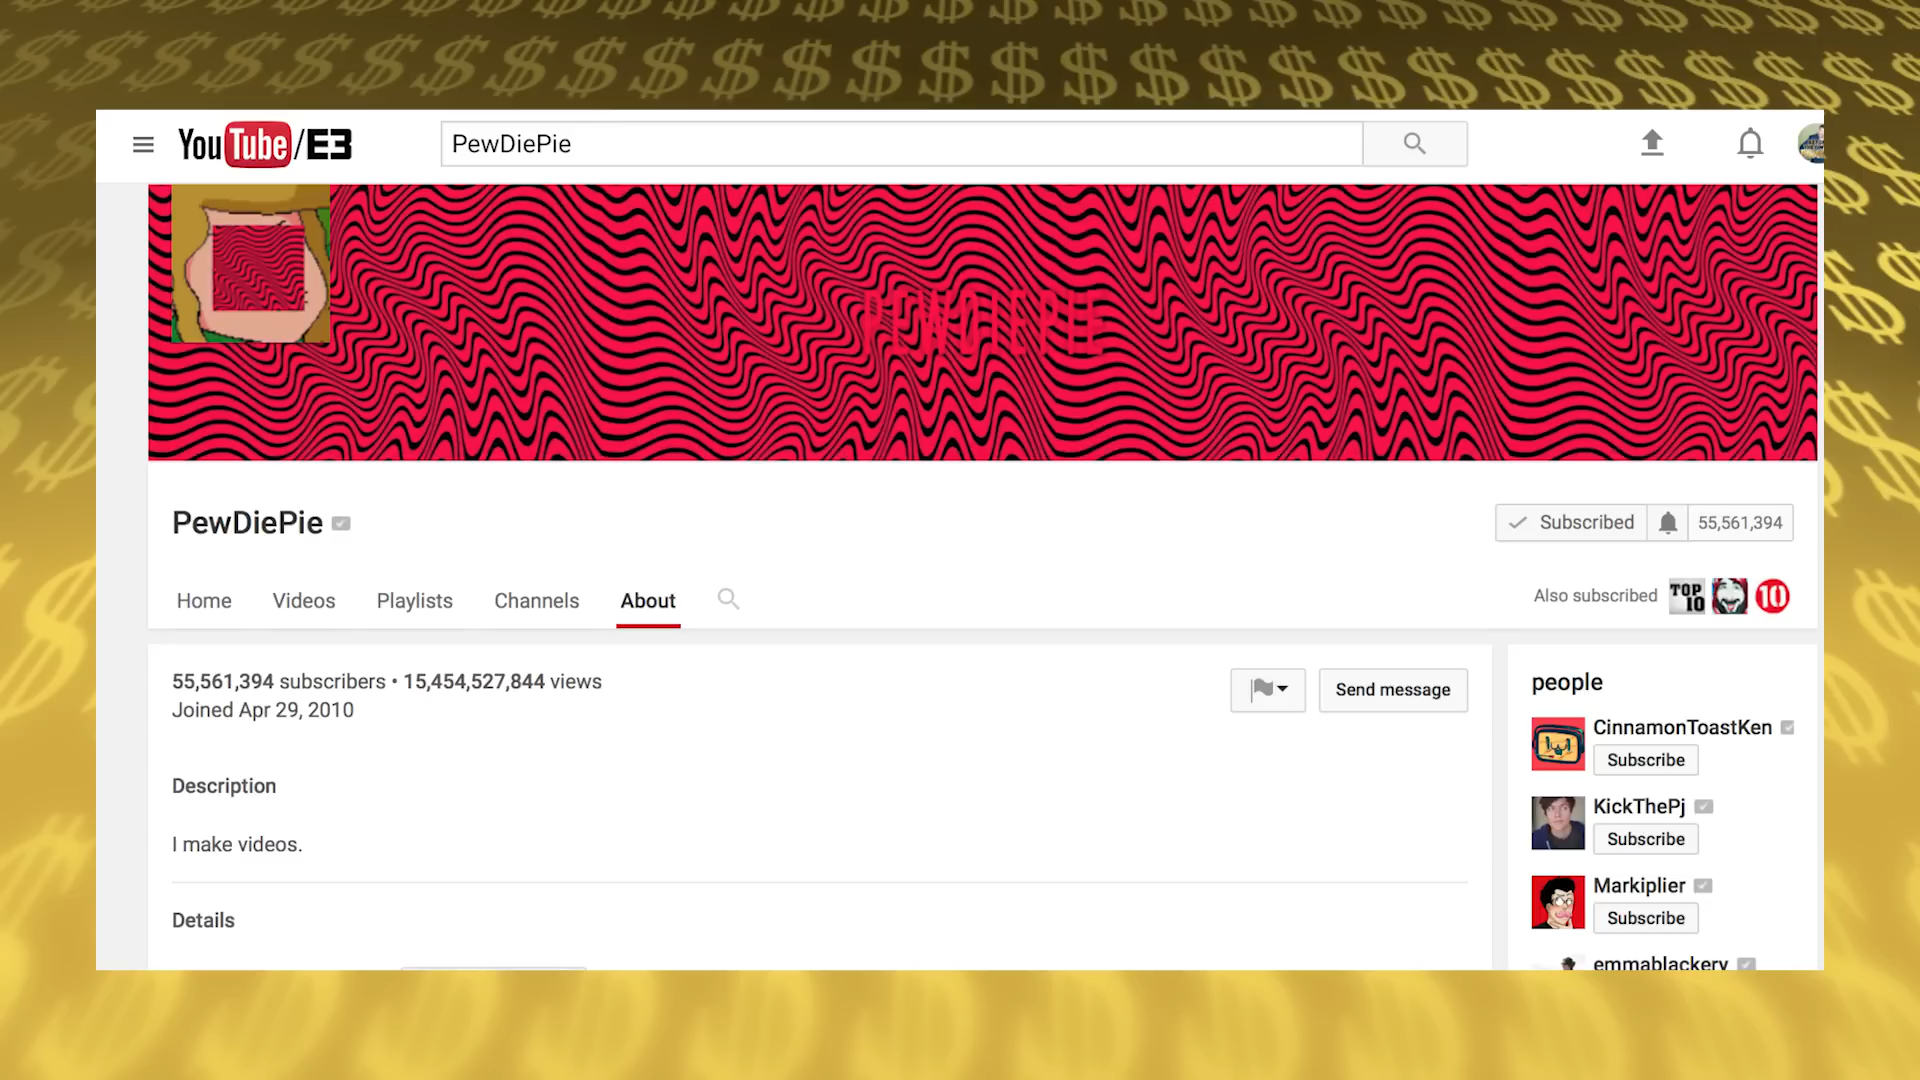 YouTube/E3
PewDiePie
PEWDIEPIE
PewDiePie
Subscribed
55,561,394
Home
Videos
Playlists
Channels
About
Also subscribed
TOP
10
10
55,561,394 subscribers • 15,454,527,844 views
Joined Apr 29, 2010
Send message
Description
I make videos.
Details
people
CinnamonToastKen
Subscribe
KickThePj
Subscribe
Markiplier
Subscribe
emmablackery